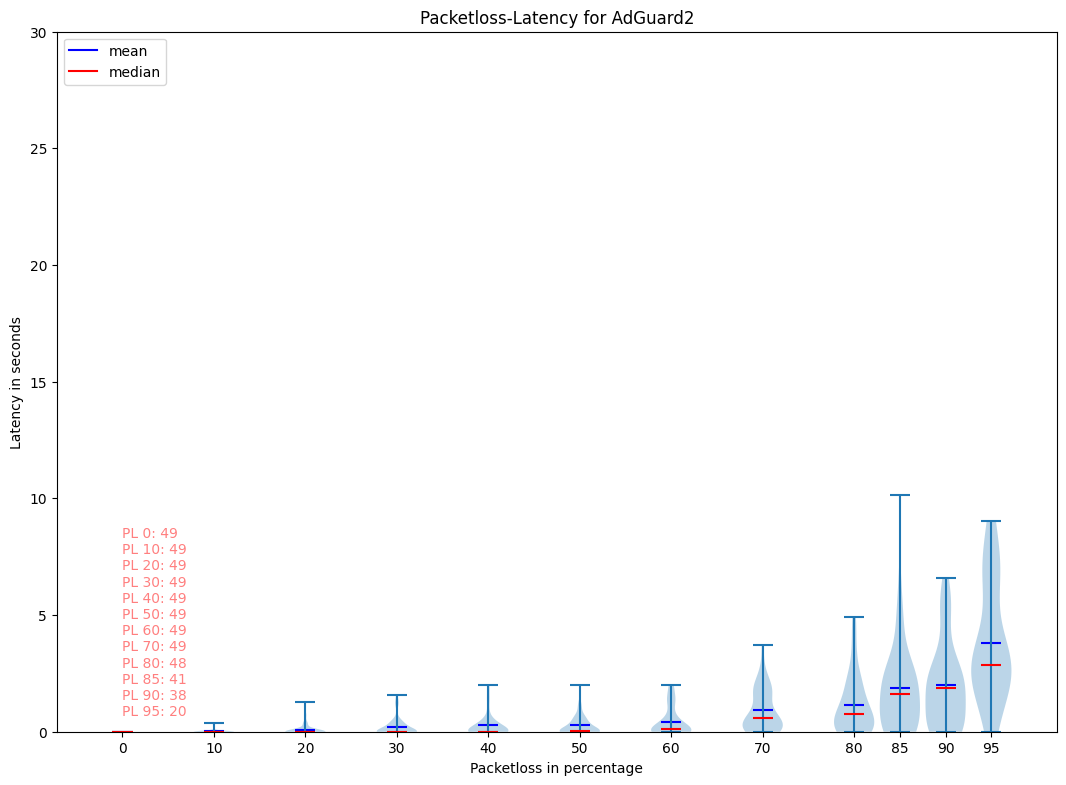 Packetloss-Latency for AdGuard2
mean
median
30
25
20
15
10
5
0
Latency in seconds
PL 0: 49
PL 10: 49
PL 20: 49
PL 30: 49
PL 40: 49
PL 50: 49
PL 60: 49
PL 70: 49
PL 80: 48
PL 85: 41
PL 90: 38
PL 95: 20
0 10 20 30 40 50 60 70 80 85 90 95
Packetloss in percentage